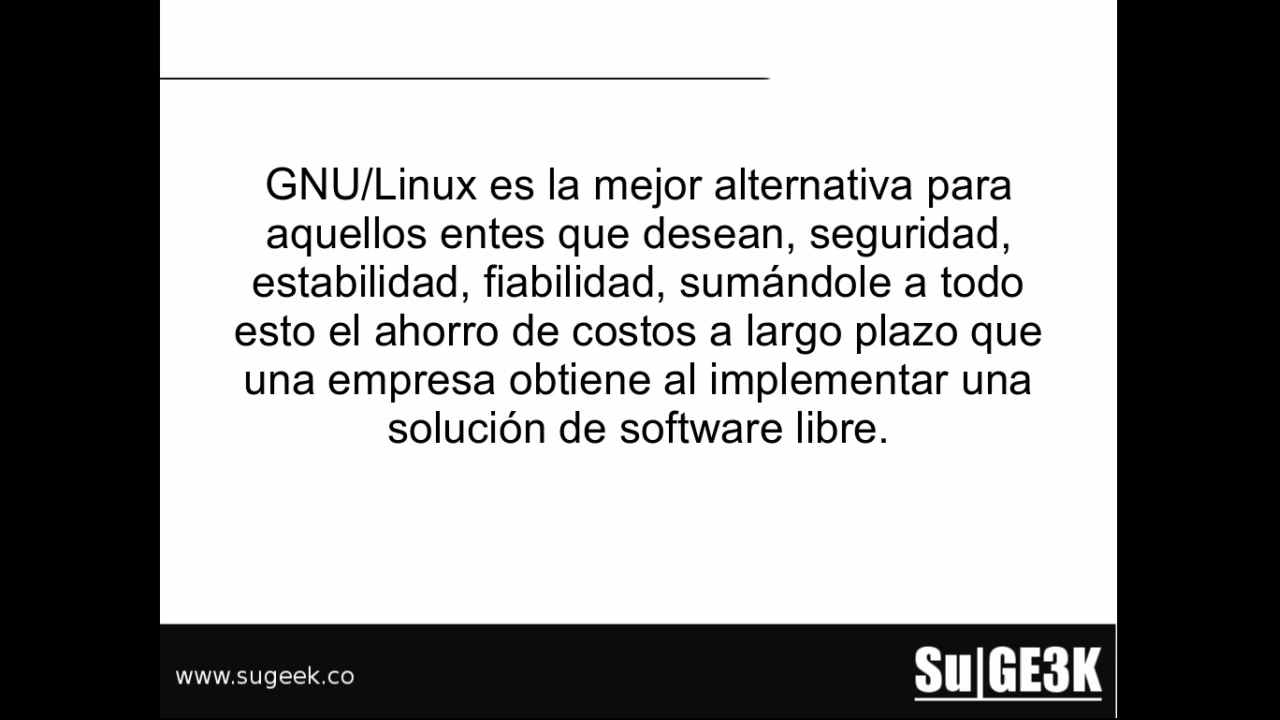 GNU/Linux es la mejor alternativa para
aquellos entes que desean, seguridad,
estabilidad, fiabilidad, sumándole a todo
esto el ahorro de costos a largo plazo que
una empresa obtiene al implementar una
solución de software libre.
www.sugeek.co
Su|GE3K